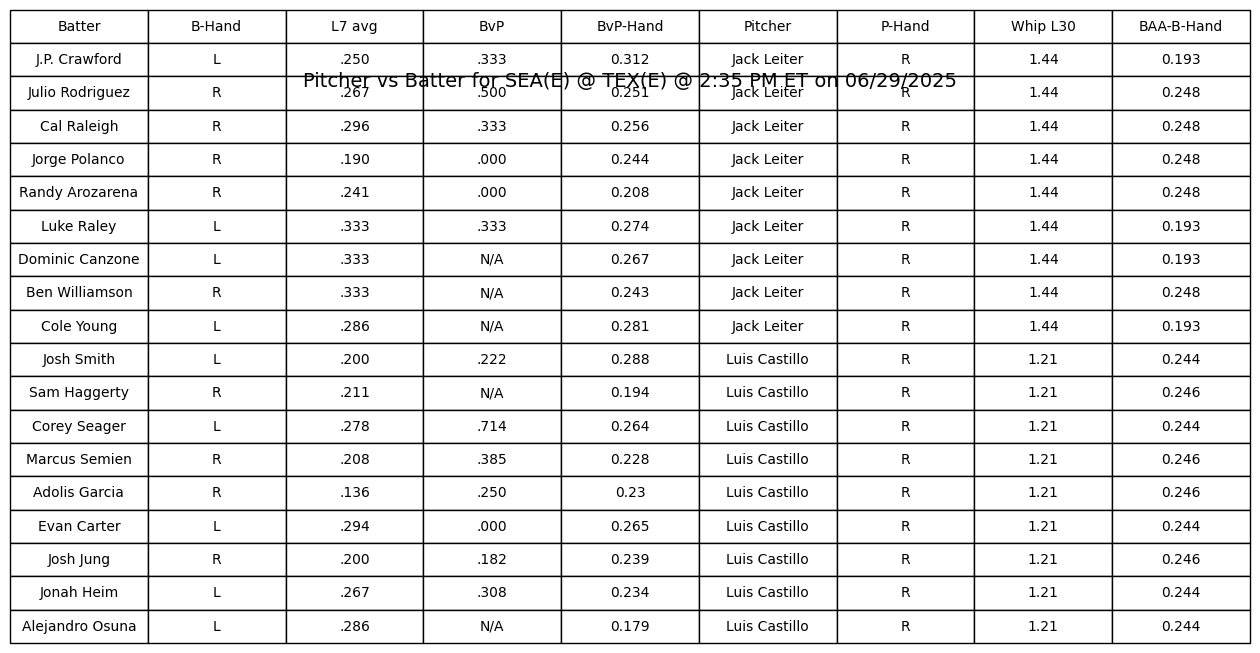 Batter B-Hand L7 avg BvP BvP-Hand Pitcher P-Hand Whip L30 BAA-B-Hand
J.P. Crawford L .250 .333 0.312 Jack Leiter R 1.44 0.193
Pitcher vs Batter for SEA(E) @ TEX(E) @ 2:35 PM ET on 06/29/2025
Julio Rodriguez R .267 .500 0.251 Jack Leiter R 1.44 0.248
Cal Raleigh R .296 .333 0.256 Jack Leiter R 1.44 0.248
Jorge Polanco R .190 .000 0.244 Jack Leiter R 1.44 0.248
Randy Arozarena R .241 .000 0.208 Jack Leiter R 1.44 0.248
Luke Raley L .333 .333 0.274 Jack Leiter R 1.44 0.193
Dominic Canzone L .333 N/A 0.267 Jack Leiter R 1.44 0.193
Ben Williamson R .333 N/A 0.243 Jack Leiter R 1.44 0.248
Cole Young L .286 N/A 0.281 Jack Leiter R 1.44 0.193
Josh Smith L .200 .222 0.288 Luis Castillo R 1.21 0.244
Sam Haggerty R .211 N/A 0.194 Luis Castillo R 1.21 0.246
Corey Seager L .278 .714 0.264 Luis Castillo R 1.21 0.244
Marcus Semien R .208 .385 0.228 Luis Castillo R 1.21 0.246
Adolis Garcia R .136 .250 0.23 Luis Castillo R 1.21 0.246
Evan Carter L .294 .000 0.265 Luis Castillo R 1.21 0.244
Josh Jung R .200 .182 0.239 Luis Castillo R 1.21 0.246
Jonah Heim L .267 .308 0.234 Luis Castillo R 1.21 0.244
Alejandro Osuna L .286 N/A 0.179 Luis Castillo R 1.21 0.244